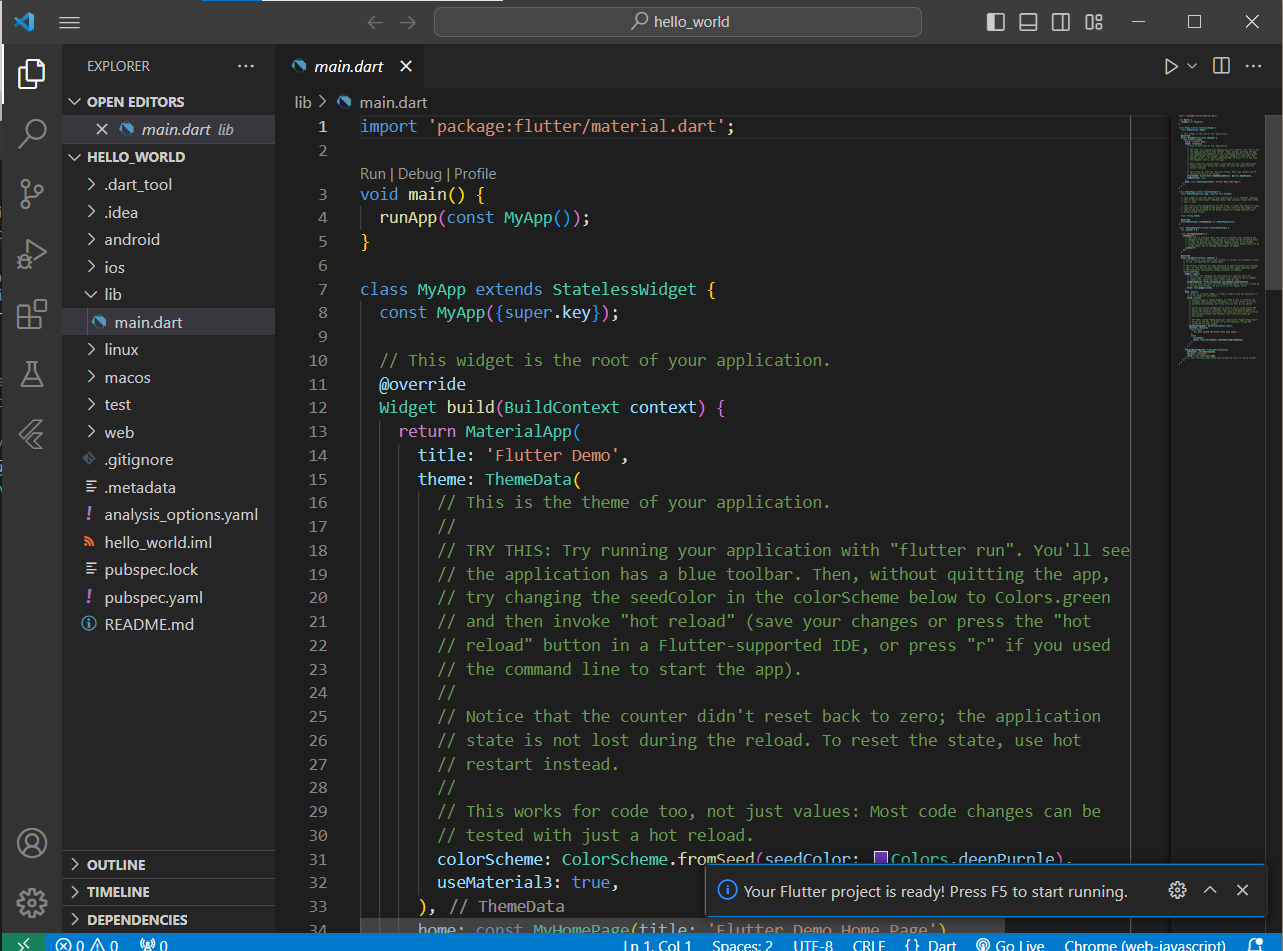 hello_world
EXPLORER
OPEN EDITORS
main.dart lib
HELLO_WORLD
.dart_tool
.idea
android
ios
lib
main.dart
linux
macos
test
web
.gitignore
.metadata
analysis_options.yaml
hello_world.iml
pubspec.lock
pubspec.yaml
README.md
OUTLINE
TIMELINE
DEPENDENCIES
main.dart
lib > main.dart
1 import 'package:flutter/material.dart';
2
Run | Debug | Profile
3 void main() {
4 runApp(const MyApp());
5 }
6
7 class MyApp extends StatelessWidget {
8 const MyApp({super.key});
9
10 // This widget is the root of your application.
11 @override
12 Widget build(BuildContext context) {
13 return MaterialApp(
14 title: 'Flutter Demo',
15 theme: ThemeData(
16 // This is the theme of your application.
17 //
18 // TRY THIS: Try running your application with "flutter run". You'll see
19 // the application has a blue toolbar. Then, without quitting the app,
20 // try changing the seedColor in the colorScheme below to Colors.green
21 // and then invoke "hot reload" (save your changes or press the "hot
22 // reload" button in a Flutter-supported IDE, or press "r" if you used
23 // the command line to start the app).
24 //
25 // Notice that the counter didn't reset back to zero; the application
26 // state is not lost during the reload. To reset the state, use hot
27 // restart instead.
28 //
29 // This works for code too, not just values: Most code changes can be
30 // tested with just a hot reload.
31 colorScheme: ColorScheme.fromSeed(seedColor: Colors.deepPurple),
32 useMaterial3: true,
33 ), // ThemeData
34 home: const MyHomePage(title: 'Flutter Demo Home Page')
Your Flutter project is ready! Press F5 to start running.
0 0 0 Ln 1, Col 1 Spaces: 2 UTF-8 CRLF {} Dart Go Live Chrome (web-javascript)